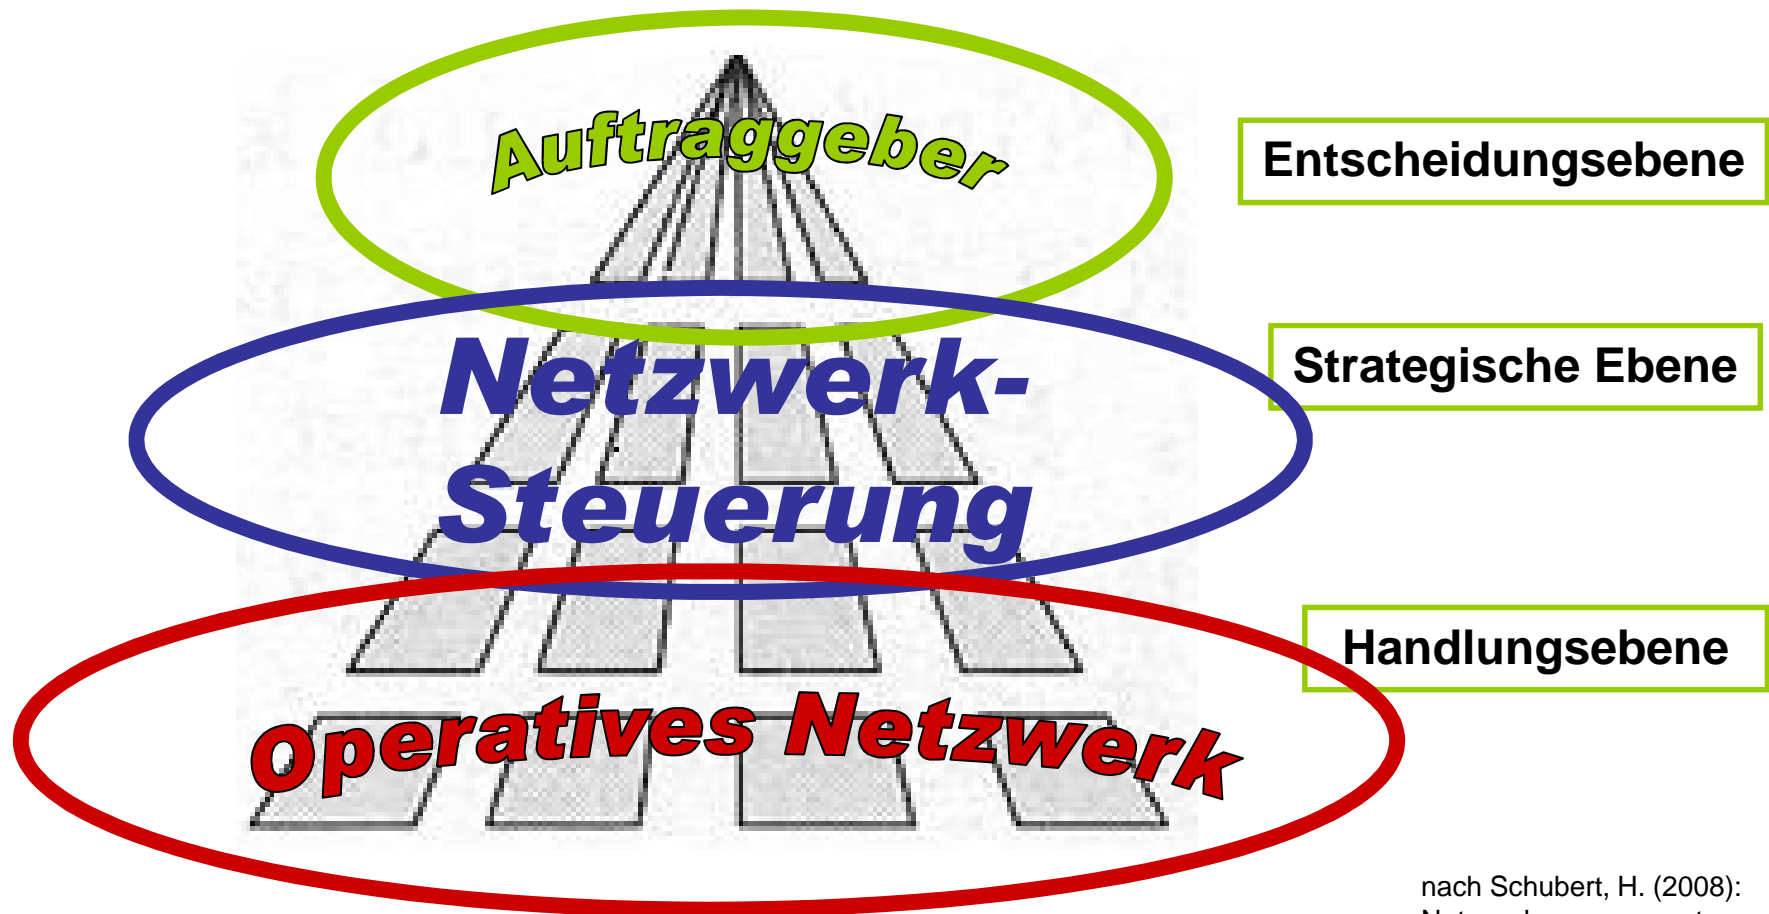 Auftraggeber
Entscheidungsebene
Netzwerk-
Steuerung
Strategische Ebene
Operatives Netzwerk
Handlungsebene
nach Schubert, H. (2008):